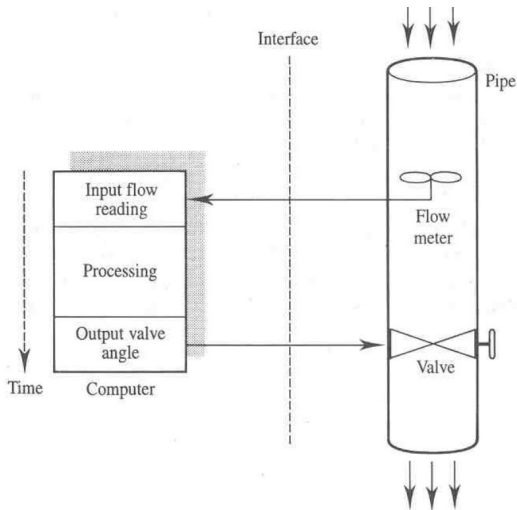 Interface
Pipe
Input flow
reading
Flow
meter
Processing
Output valve
angle
Valve
Time
Computer